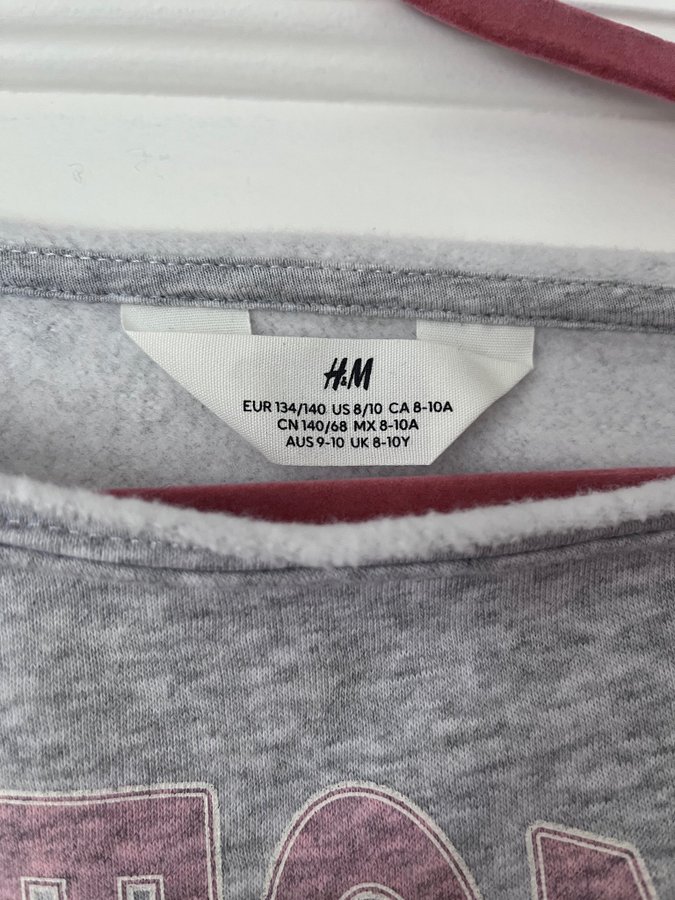 H&M
EUR 134/140 US 8/10 CA 8-10A
CN 140/68 MX 8-10A
AUS 9-10 UK 8-10Y